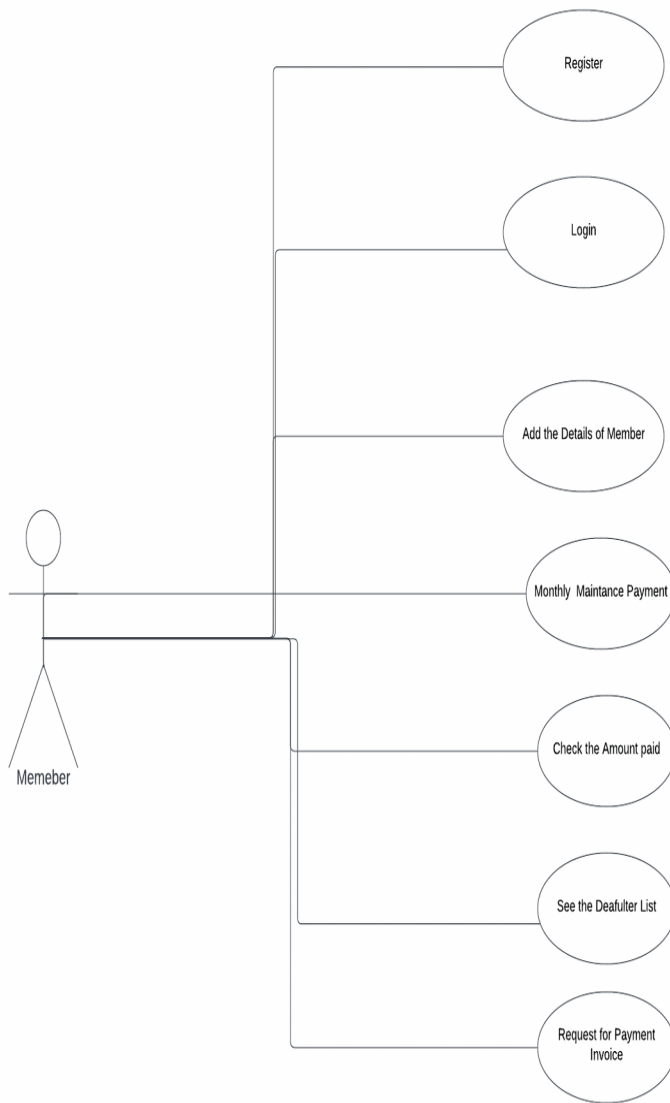 Register
Login
Add the Details of Member
Monthly  Maintance Payment
Memeber
Check the Amount paid
See the Deafulter List
Request for Payment
Invoice